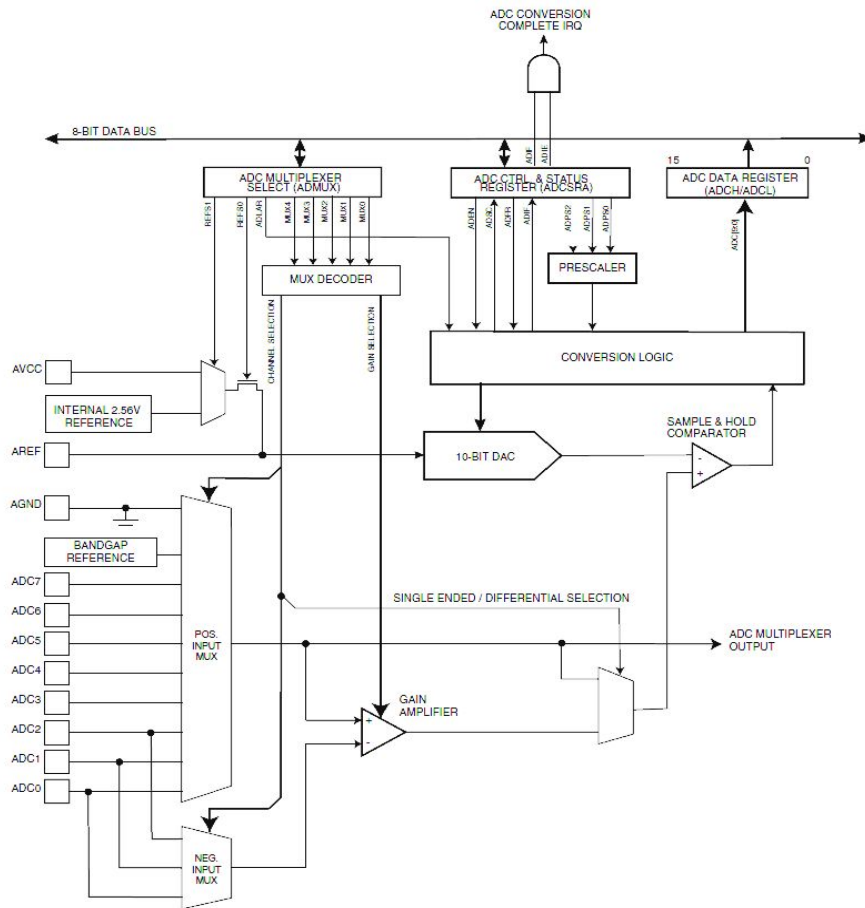 ADC CONVERSION
COMPLETE IRQ
8-BIT DATA BUS
ADIF
ADIE
15
0
ADC MULTIPLEXER
SELECT (ADMUX)
ADC CTRL. & STATUS
REGISTER (ADCSRA)
ADC DATA REGISTER
(ADCH/ADCL)
REFS1
REFS0
ADLAR
MUX4
MUX3
MUX2
MUX1
MUX0
ADEN
ADSC
ADFR
ADIF
ADPS2
ADPS1
ADPS0
ADC[9:0]
MUX DECODER
PRESCALER
CHANNEL SELECTION
GAIN SELECTION
CONVERSION LOGIC
AVCC
INTERNAL 2.56V
REFERENCE
AREF
10-BIT DAC
SAMPLE & HOLD
COMPARATOR
-
+
AGND
BANDGAP
REFERENCE
ADC7
ADC6
ADC5
ADC4
ADC3
ADC2
ADC1
ADC0
POS.
INPUT
MUX
SINGLE ENDED / DIFFERENTIAL SELECTION
ADC MULTIPLEXER
OUTPUT
GAIN
AMPLIFIER
+
-
NEG.
INPUT
MUX